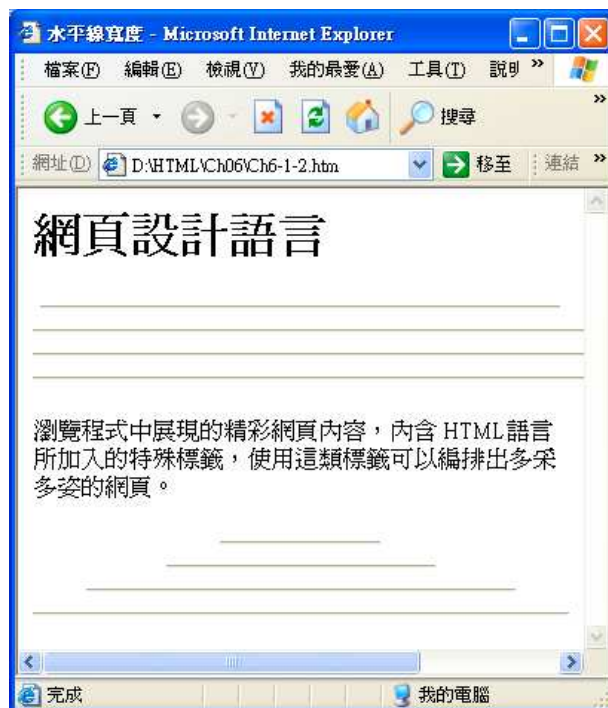 水平線寬度 - Microsoft Internet Explorer
檔案(F) 編輯(E) 檢視(V) 我的最愛(A) 工具(T) 說明 »
上一頁 搜尋 »
網址(D) D:\HTML\Ch06\Ch6-1-2.htm 移至 連結 »
網頁設計語言
瀏覽程式中展現的精彩網頁內容，內含 HTML 語言
所加入的特殊標籤，使用這類標籤可以編排出多采
多姿的網頁。
完成 我的電腦